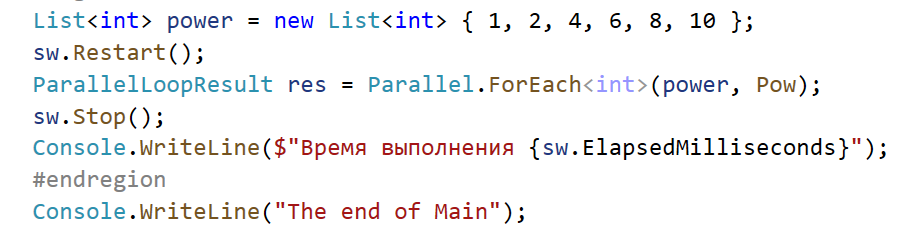 List<int> power = new List<int> { 1, 2, 4, 6, 8, 10 };
sw.Restart();
ParallelLoopResult res = Parallel.ForEach<int>(power, Pow);
sw.Stop();
Console.WriteLine($"Время выполнения {sw.ElapsedMilliseconds}");
#endregion
Console.WriteLine("The end of Main");